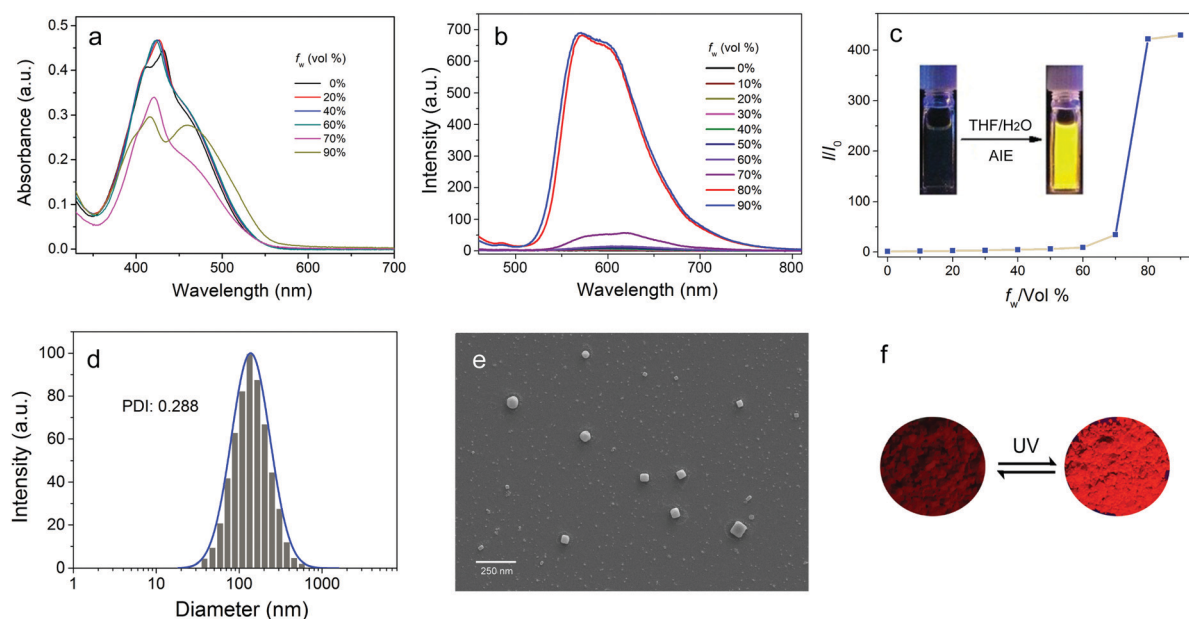 a
0.5
0.4
0.3
0.2
0.1
0.0
Absorbance (a.u.)
400
500
600
700
Wavelength (nm)
fw (vol %)
0%
20%
40%
60%
70%
90%
b
700
600
500
400
300
200
100
0
Intensity (a.u.)
500
600
700
800
Wavelength (nm)
fw (vol %)
0%
10%
20%
30%
40%
50%
60%
70%
80%
90%
c
400
300
200
100
0
I/I0
THF/H2O
AIE
0
20
40
60
80
fw/Vol %
d
PDI: 0.288
100
80
60
40
20
0
Intensity (a.u.)
1
10
100
1000
Diameter (nm)
e
250 nm
f
UV